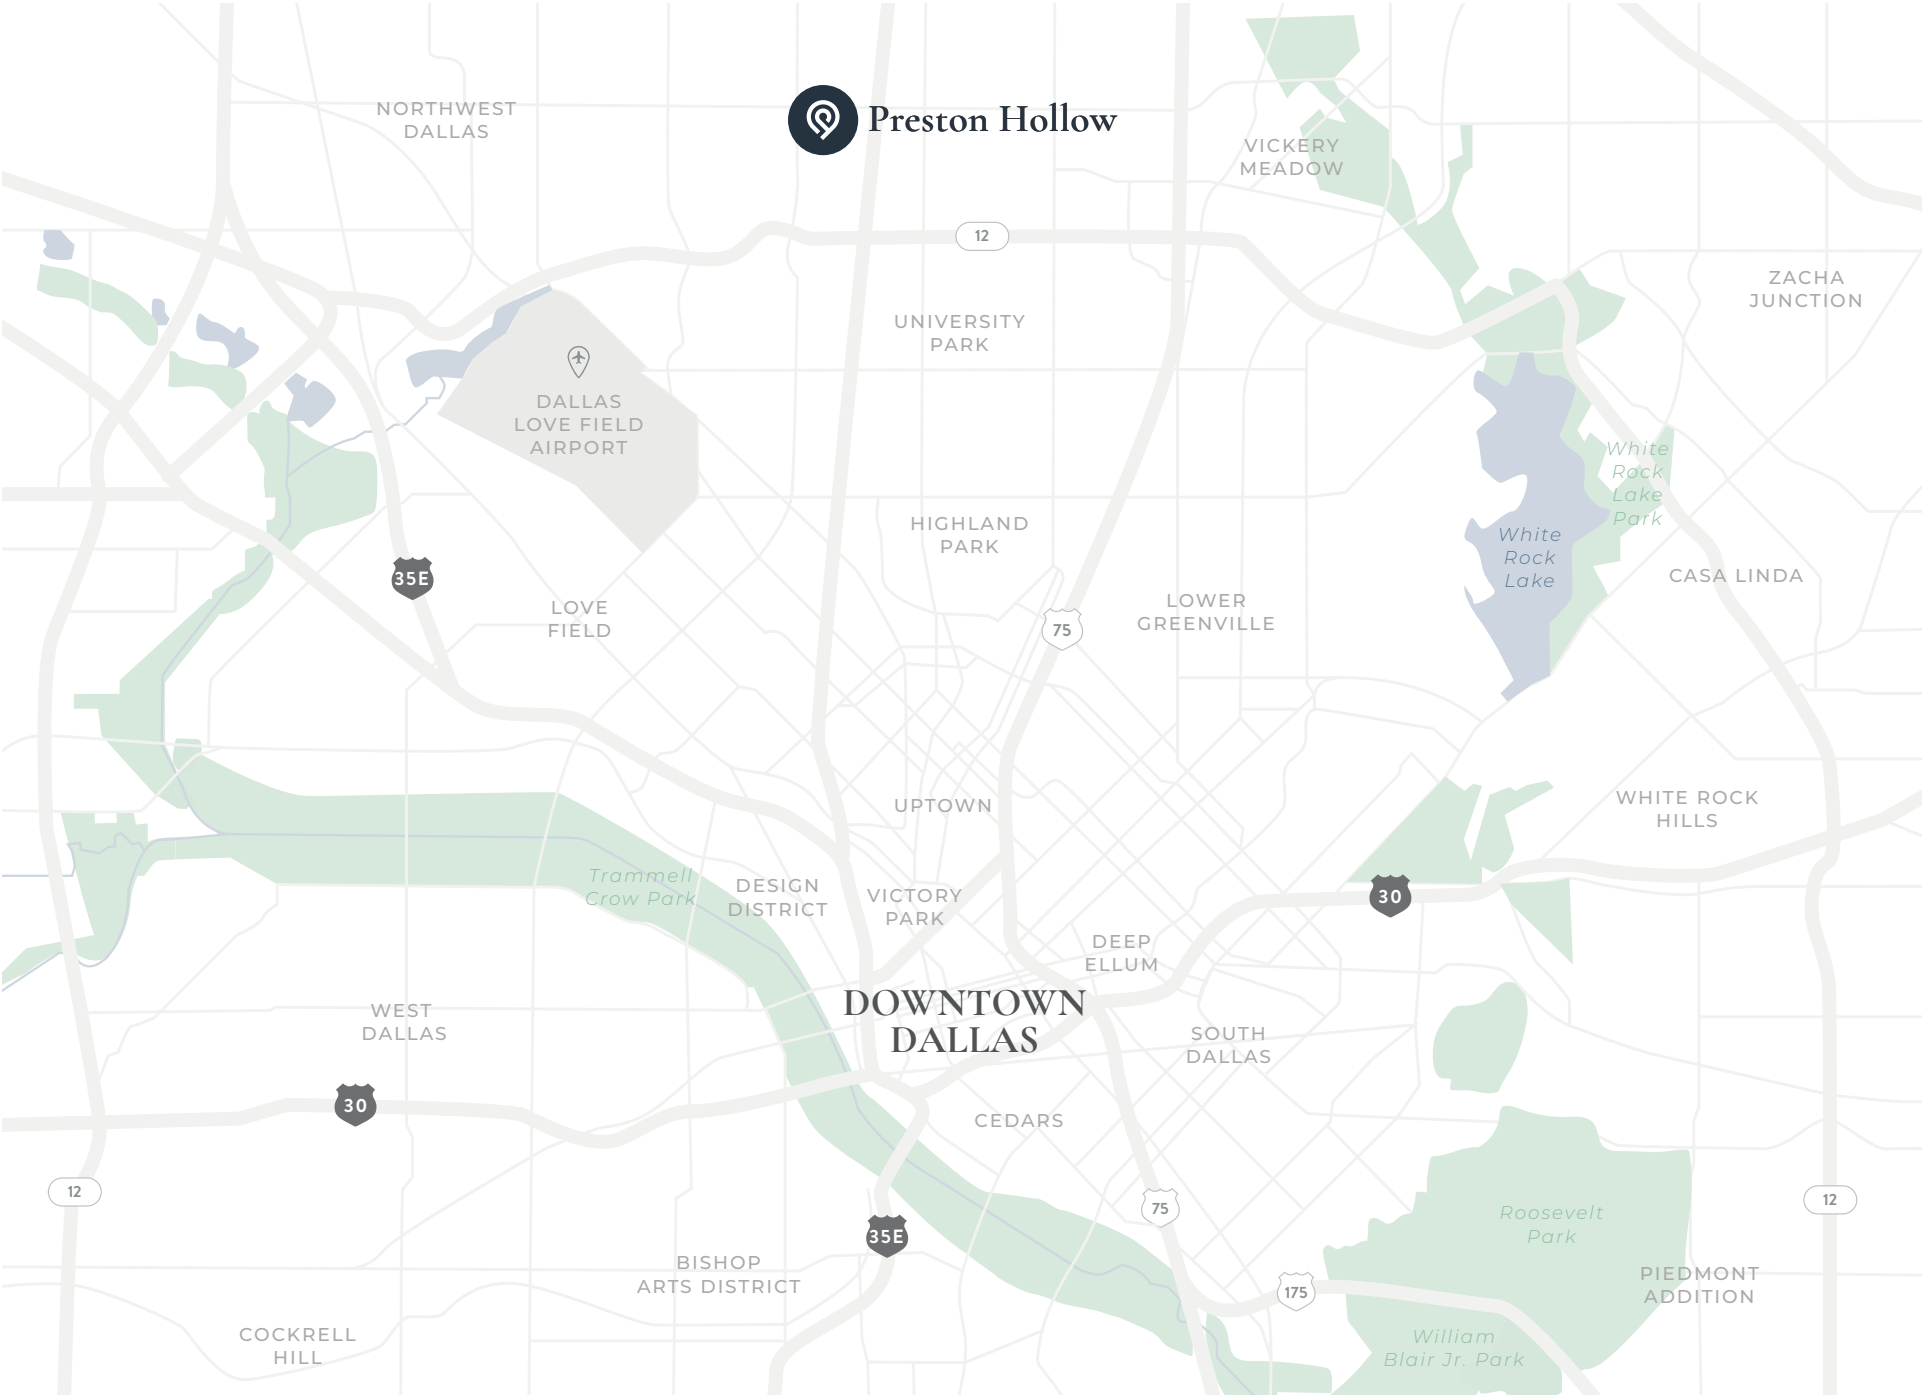 NORTHWEST
DALLAS
Preston Hollow
VICKERY
MEADOW
12
ZACHA
JUNCTION
UNIVERSITY
PARK
DALLAS
LOVE FIELD
AIRPORT
White
Rock
Lake
Park
HIGHLAND
PARK
White
Rock
Lake
35E
CASA LINDA
LOVE
FIELD
75
LOWER
GREENVILLE
UPTOWN
WHITE ROCK
HILLS
Trammell
Crow Park
DESIGN
DISTRICT
VICTORY
PARK
30
DEEP
ELLUM
DOWNTOWN
DALLAS
WEST
DALLAS
SOUTH
DALLAS
30
CEDARS
12
75
12
Roosevelt
Park
35E
BISHOP
ARTS DISTRICT
175
PIEDMONT
ADDITION
COCKRELL
HILL
William
Blair Jr. Park